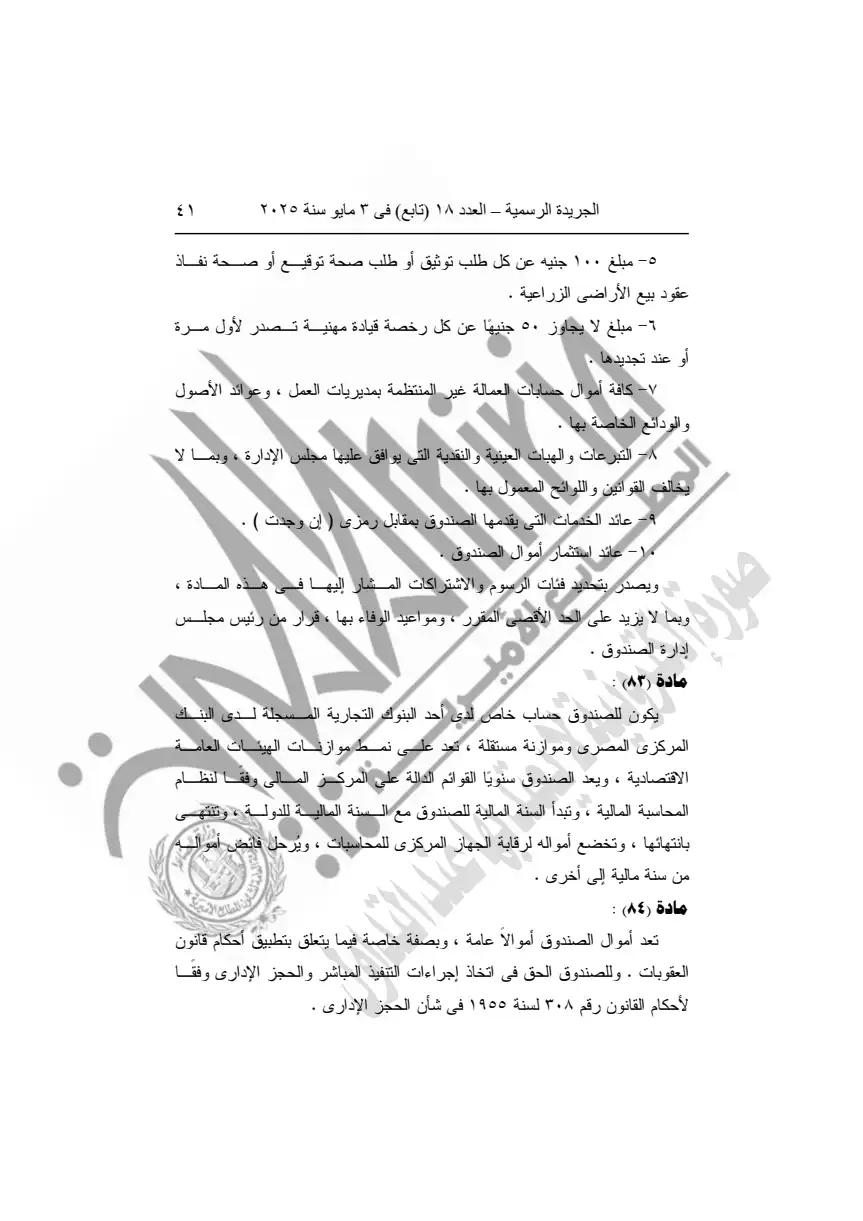 الجريدة الرسمية – العدد ١٨ (تابع) فى ٣ مايو سنة ٢٠٢٥ ٤١
٥- مبلغ ١٠٠ جنيه عن كل طلب توثيق أو طلب صحة توقيع أو صحة نفاذ
عقود بيع الأراضى الزراعية .
٦- مبلغ لا يجاوز ٥٠ جنيهًا عن كل رخصة قيادة مهنية تصدر لأول مرة
أو عند تجديدها .
٧- كافة أموال حسابات العمالة غير المنتظمة بمديريات العمل ، وعوائد الأصول
والودائع الخاصة بها .
٨- التبرعات والهبات العينية والنقدية التى يوافق عليها مجلس الإدارة ، وبما لا
يخالف القوانين واللوائح المعمول بها .
٩- عائد الخدمات التى يقدمها الصندوق بمقابل رمزى ( إن وجدت ) .
١٠- عائد استثمار أموال الصندوق .
ويصدر بتحديد فئات الرسوم والاشتراكات المشار إليها فى هذه المادة ،
وبما لا يزيد على الحد الأقصى المقرر ، ومواعيد الوفاء بها ، قرار من رئيس مجلس
إدارة الصندوق .
مادة (٨٣) :
يكون للصندوق حساب خاص لدى أحد البنوك التجارية المسجلة لدى البنك
المركزى المصرى وموازنة مستقلة ، تعد على نمط موازنات الهيئات العامة
الاقتصادية ، ويعد الصندوق سنويًا القوائم الدالة على المركز المالى وفقًا لنظام
المحاسبة المالية ، وتبدأ السنة المالية للصندوق مع السنة المالية للدولة ، وتنتهى
بانتهائها ، وتخضع أمواله لرقابة الجهاز المركزى للمحاسبات ، ويُرحل فائض أمواله
من سنة مالية إلى أخرى .
مادة (٨٤) :
تعد أموال الصندوق أموالاً عامة ، وبصفة خاصة فيما يتعلق بتطبيق أحكام قانون
العقوبات . وللصندوق الحق فى اتخاذ إجراءات التنفيذ المباشر والحجز الإدارى وفقًا
لأحكام القانون رقم ٣٠٨ لسنة ١٩٥٥ فى شأن الحجز الإدارى .
المطابع الأميرية
صورة إلكترونية لا يعتد بها عند التداول